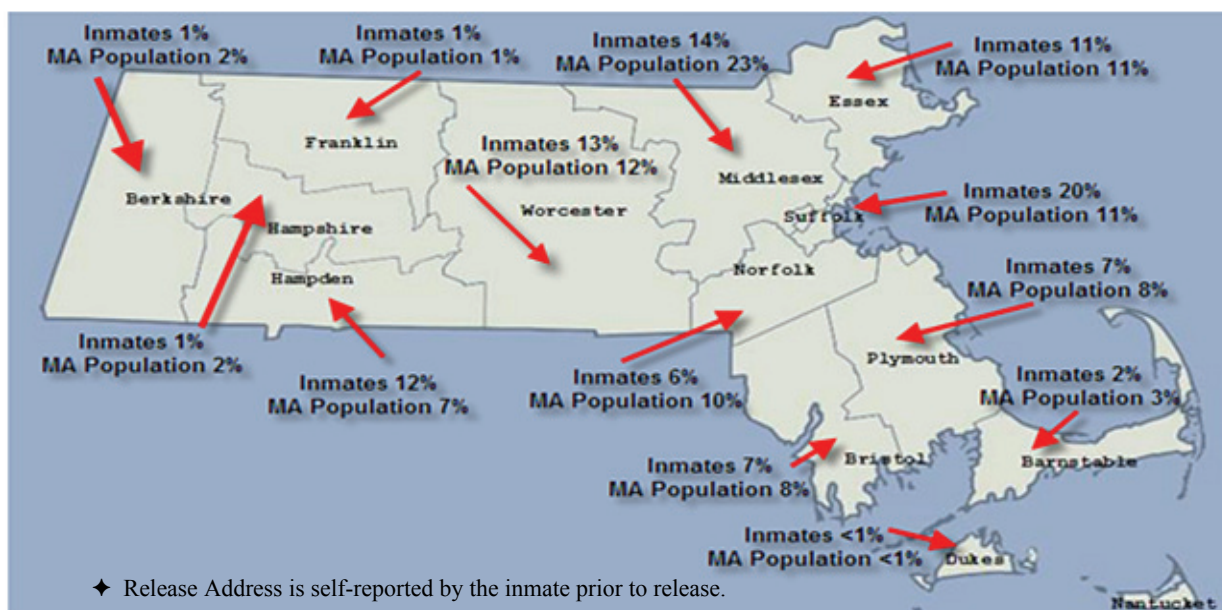 Inmates 1%
MA Population 2%
Inmates 1%
MA Population 1%
Inmates 14%
MA Population 23%
Inmates 11%
MA Population 11%
Essex
Franklin
Inmates 13%
MA Population 12%
Middlesex
Berkshire
Worcester
Suffolk
Inmates 20%
MA Population 11%
Hampshire
Hampden
Norfolk
Inmates 7%
MA Population 8%
Inmates 1%
MA Population 2%
Plymouth
Inmates 12%
MA Population 7%
Inmates 6%
MA Population 10%
Inmates 2%
MA Population 3%
Inmates 7%
MA Population 8%
Bristol
Barnstable
Inmates <1%
MA Population <1%
Dukes
✦ Release Address is self-reported by the inmate prior to release.
Nantucket